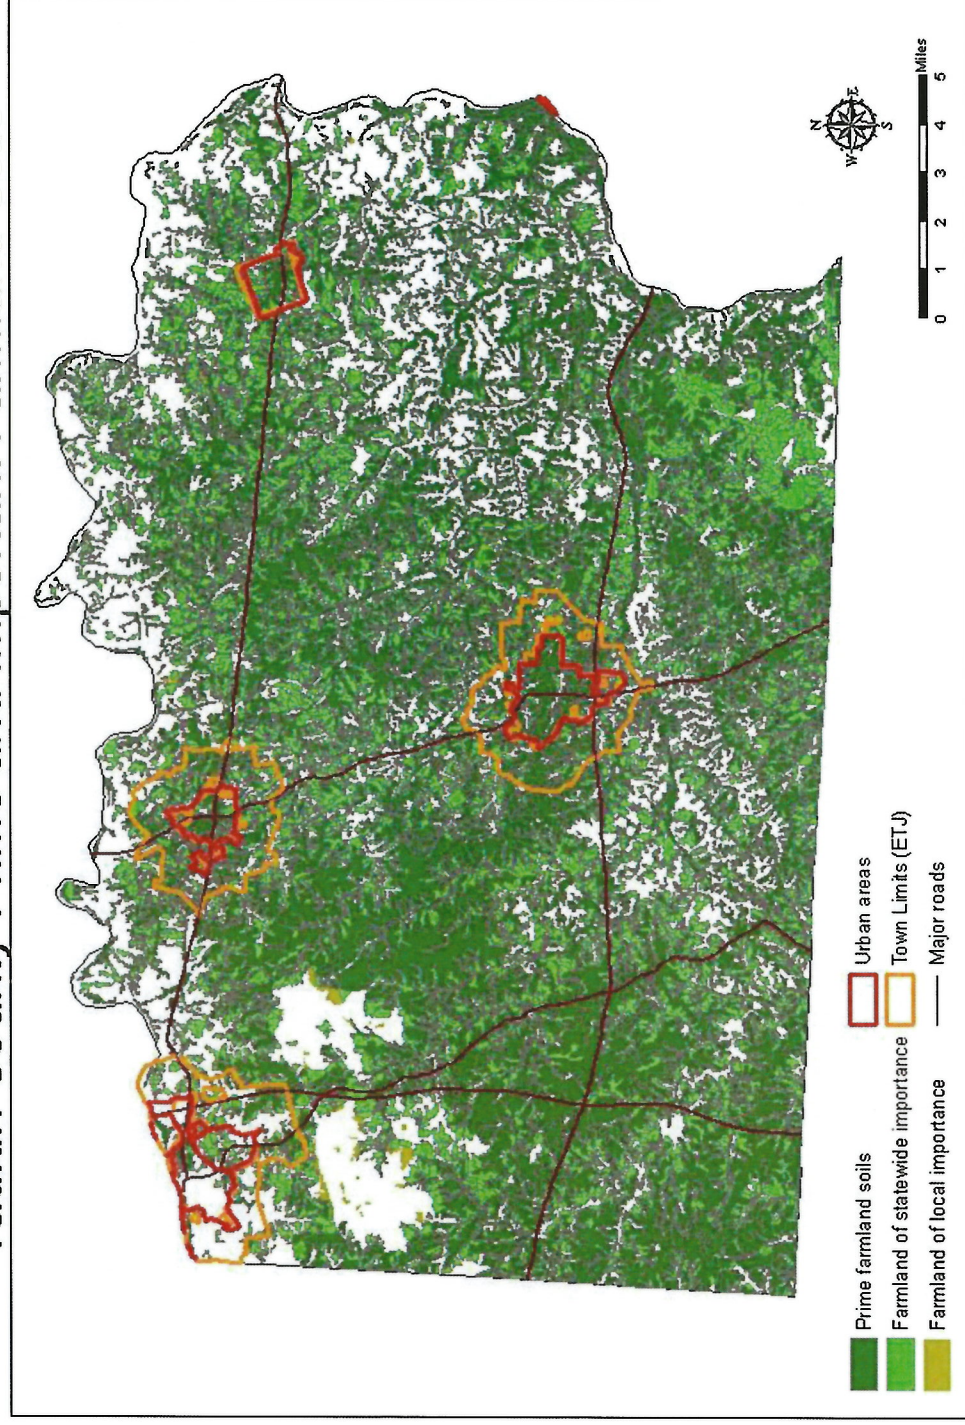 N
W
E
S
0 1 2 3 4 5
Miles
Prime farmland soils
Farmland of statewide importance
Farmland of local importance
Urban areas
Town Limits (ETJ)
Major roads